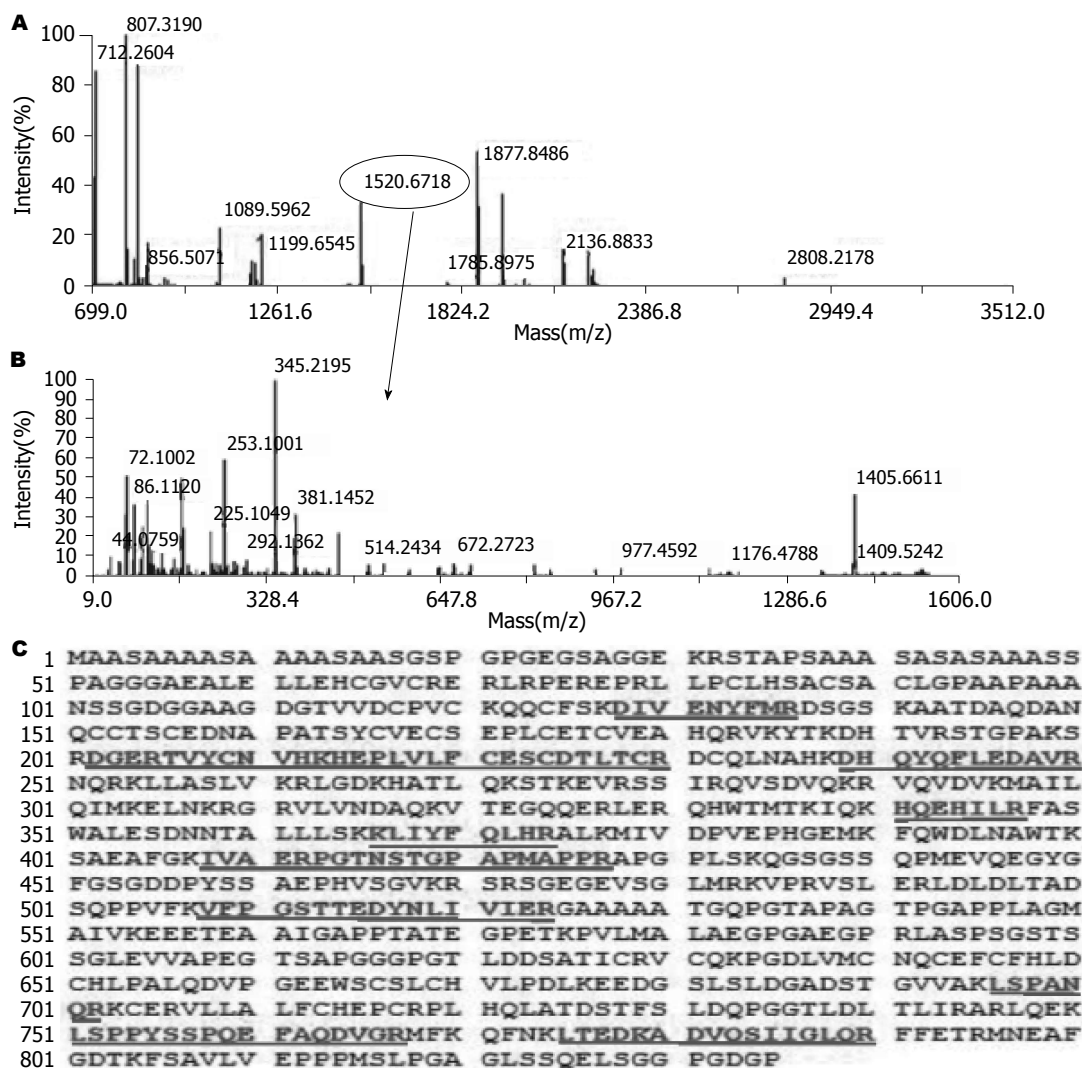 A
100
80
60
40
20
0
Intensity(%)
807.3190
712.2604
856.5071
1089.5962
1199.6545
1520.6718
1877.8486
1785.8975
2136.8833
2808.2178
699.0 1261.6 1824.2 2386.8 2949.4 3512.0
Mass(m/z)
B
100
90
80
70
60
50
40
30
20
10
0
Intensity(%)
345.2195
253.1001
72.1002
86.1120
381.1452
225.1049
44.0759
292.1362
514.2434
672.2723
977.4592
1176.4788
1405.6611
1409.5242
9.0 328.4 647.8 967.2 1286.6 1606.0
Mass(m/z)
C
1 MAASAAAASA AAASAASGSP GPGEGSAGGE KRSTAPSAAA SASASAAASS
51 PAGGGAEALE LLEHCGVCRE RLRPEREPRL LPCLHSACSA CLGPAAPAAA
101 NSSGDGGAAG DGTVVDCPVC KQQCFSKDIV ENYFMRDSGS KAATDAQDAN
151 QCCTSCEDNA PATSYCVECS EPLCETCVEA HQRVKYTKDH TVRSTGPAKS
201 RDGERTVYCN VHKHEPLVLF CESCDTLTCR DCQLNAHKDH QYQFLEDAVR
251 NQRKLLASLV KRLGDKHATL QKSTKEVRSS IRQVSDVQKR VQVDVKMAIL
301 QIMKELNKRG RVLVNDAQKV TEGQQERLER QHWTMTKIQK HQEHILRFAS
351 WALESDNNTA LLLSKKLIYF QLHRALKMIV DPVEPHGEMK FQWDLNAWTK
401 SAEAFGKIVA ERPGTNSTGP APMAPPRAPG PLSKQGSGSS QPMEVQEGYG
451 FGSGDDPYSS AEPHVSGVKR SRSGEGEVSG LMRKVPRVSL ERLDLDLTAD
501 SQPPVFKVFP GSTTEDYNLI VIERGAAAAA TGQPGTAPAG TPGAPPLAGM
551 AIVKEEETEA AIGAPPTATE GPETKPVLMA LAEGPGAEGP RLASPSGSTS
601 SGLEVVAPEG TSAPGGGPGT LDDSATICRV CQKPGDLVMC NQCEFCFHLD
651 CHLPALQDVP GEEWSCSLCH VLPDLKEEDG SLSLDGADST GVVAKLSPAN
701 QRKCERVLLA LFCHEPCRPL HQLATDSTFS LDQPGGTLDL TLIRARLQEK
751 LSPPYSSPQE FAQDVGRMFK QFNKLTEDKA DVQSIIGLQR FFETRMNEAF
801 GDTKFSAVLV EPPPMSLPGA GLSSQELSGG PGDGP